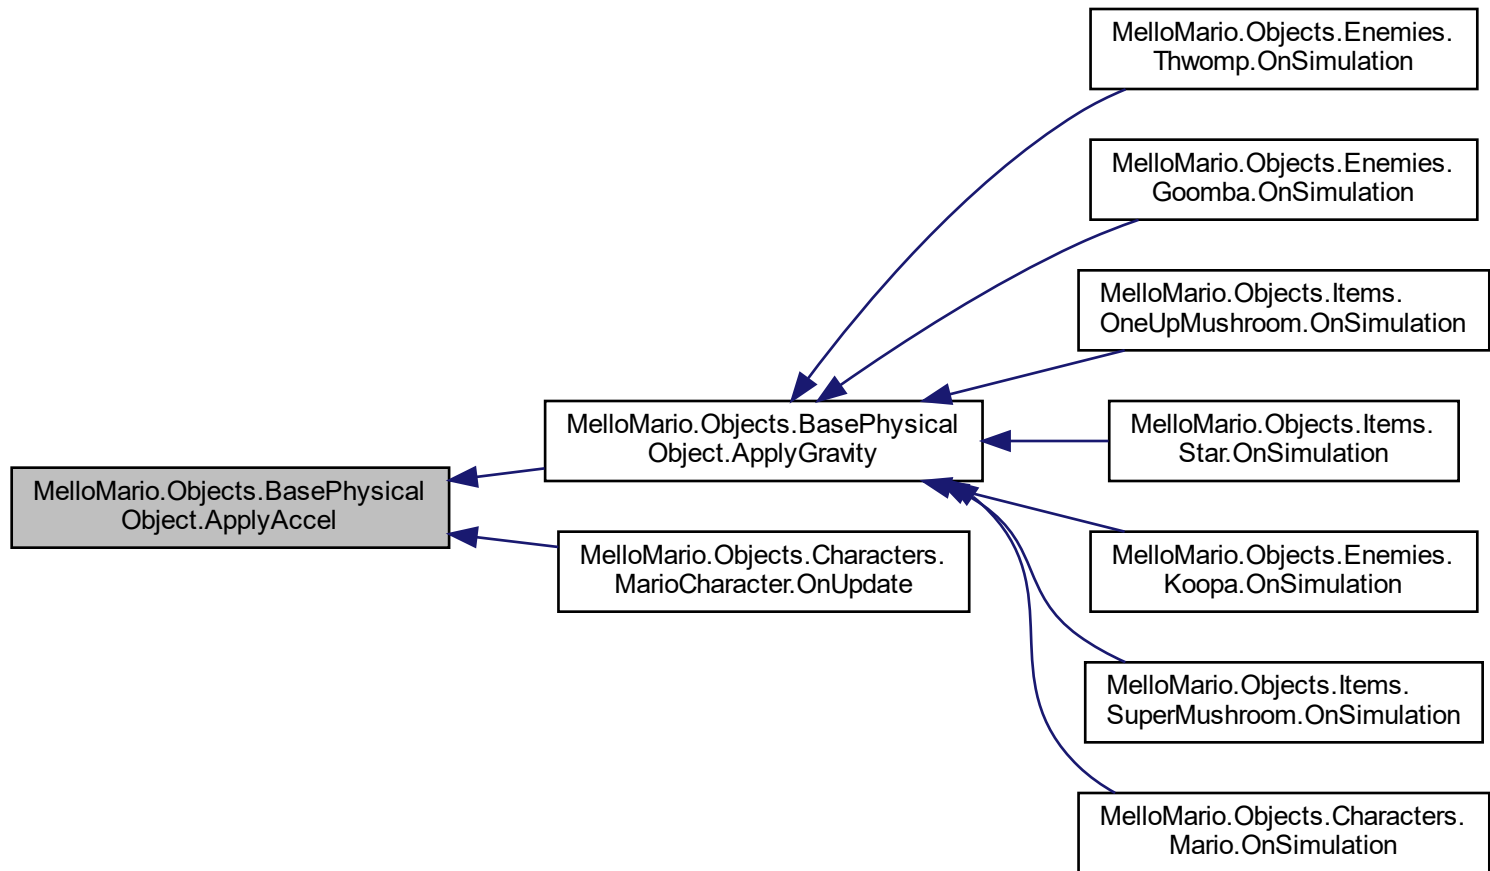 MelloMario.Objects.Enemies.
Thwomp.OnSimulation
MelloMario.Objects.Enemies.
Goomba.OnSimulation
MelloMario.Objects.Items.
OneUpMushroom.OnSimulation
MelloMario.Objects.BasePhysical
Object.ApplyGravity
MelloMario.Objects.Items.
Star.OnSimulation
MelloMario.Objects.BasePhysical
Object.ApplyAccel
MelloMario.Objects.Characters.
MarioCharacter.OnUpdate
MelloMario.Objects.Enemies.
Koopa.OnSimulation
MelloMario.Objects.Items.
SuperMushroom.OnSimulation
MelloMario.Objects.Characters.
Mario.OnSimulation